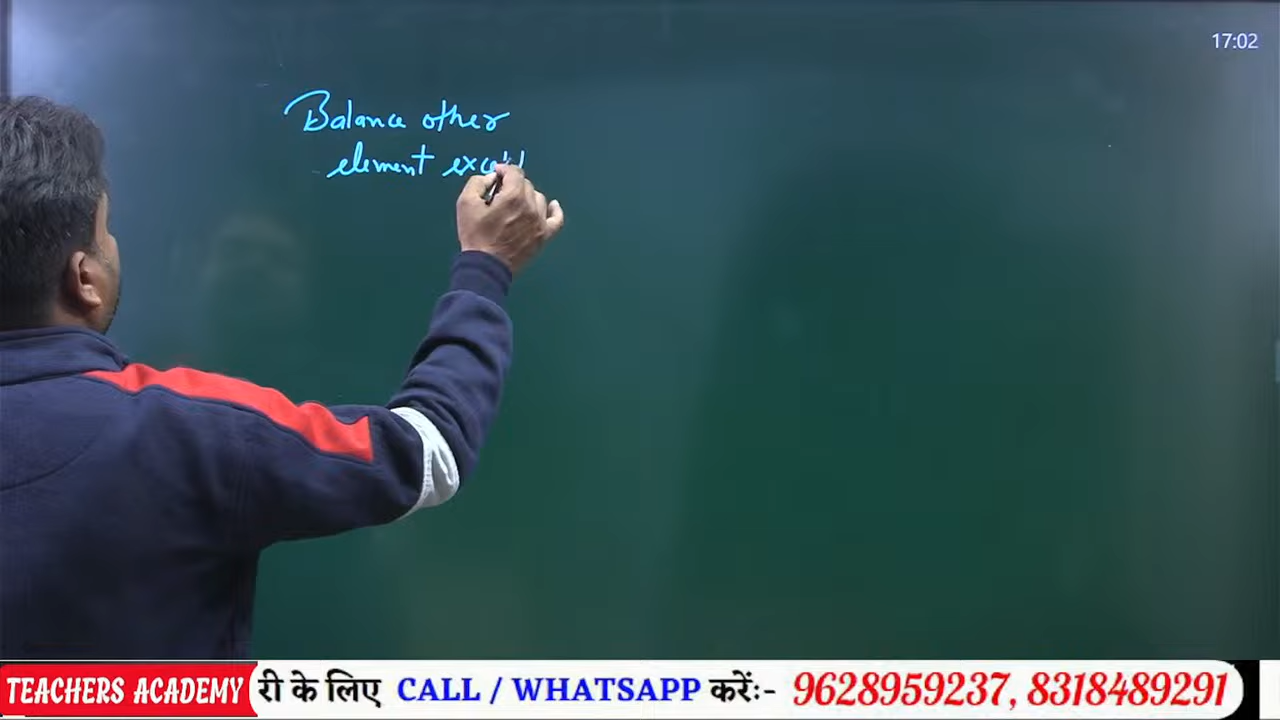 17:02
Balance other
element
TEACHERS ACADEMY री के लिए CALL / WHATSAPP करेंः- 9628959237, 8318489291